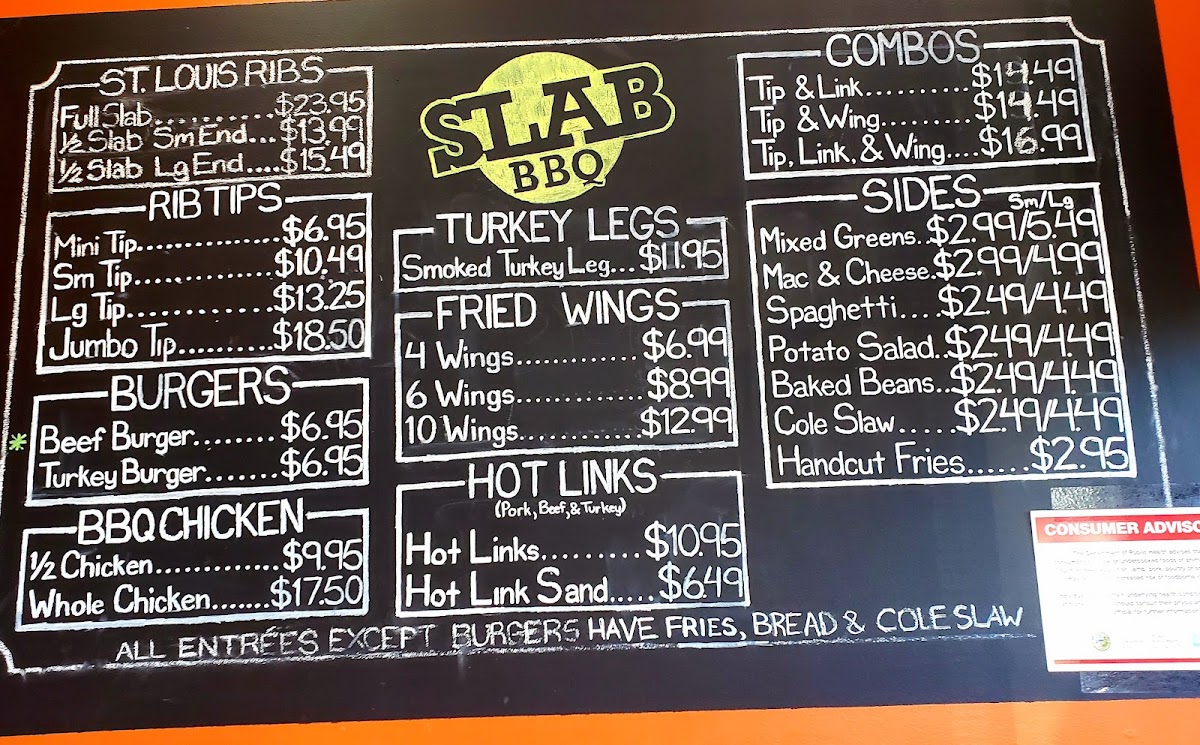 ST. LOUIS RIBS
Full Slab............$23.95
½ Slab Sm End....$13.99
½ Slab Lg End....$15.49
RIB TIPS
Mini Tip...............$6.95
Sm Tip...............$10.49
Lg Tip................$13.25
Jumbo Tip..........$18.50
BURGERS
* Beef Burger........$6.95
Turkey Burger.......$6.95
BBQ CHICKEN
½ Chicken.............$9.95
Whole Chicken.......$17.50
SLAB
BBQ
TURKEY LEGS
Smoked Turkey Leg...$11.95
FRIED WINGS
4 Wings.............$6.99
6 Wings.............$8.99
10 Wings............$12.99
HOT LINKS
(Pork, Beef, & Turkey)
Hot Links.........$10.95
Hot Link Sand.....$6.49
COMBOS
Tip & Link...........$14.49
Tip & Wing.........$14.49
Tip, Link, & Wing....$16.99
SIDES
Sm/Lg
Mixed Greens..$2.99/5.49
Mac & Cheese.$2.99/4.99
Spaghetti....$2.49/4.49
Potato Salad..$2.49/4.49
Baked Beans..$2.49/4.49
Cole Slaw.....$2.49/4.49
Handcut Fries......$2.95
ALL ENTRÉES EXCEPT BURGERS HAVE FRIES, BREAD & COLE SLAW
CONSUMER ADVISO